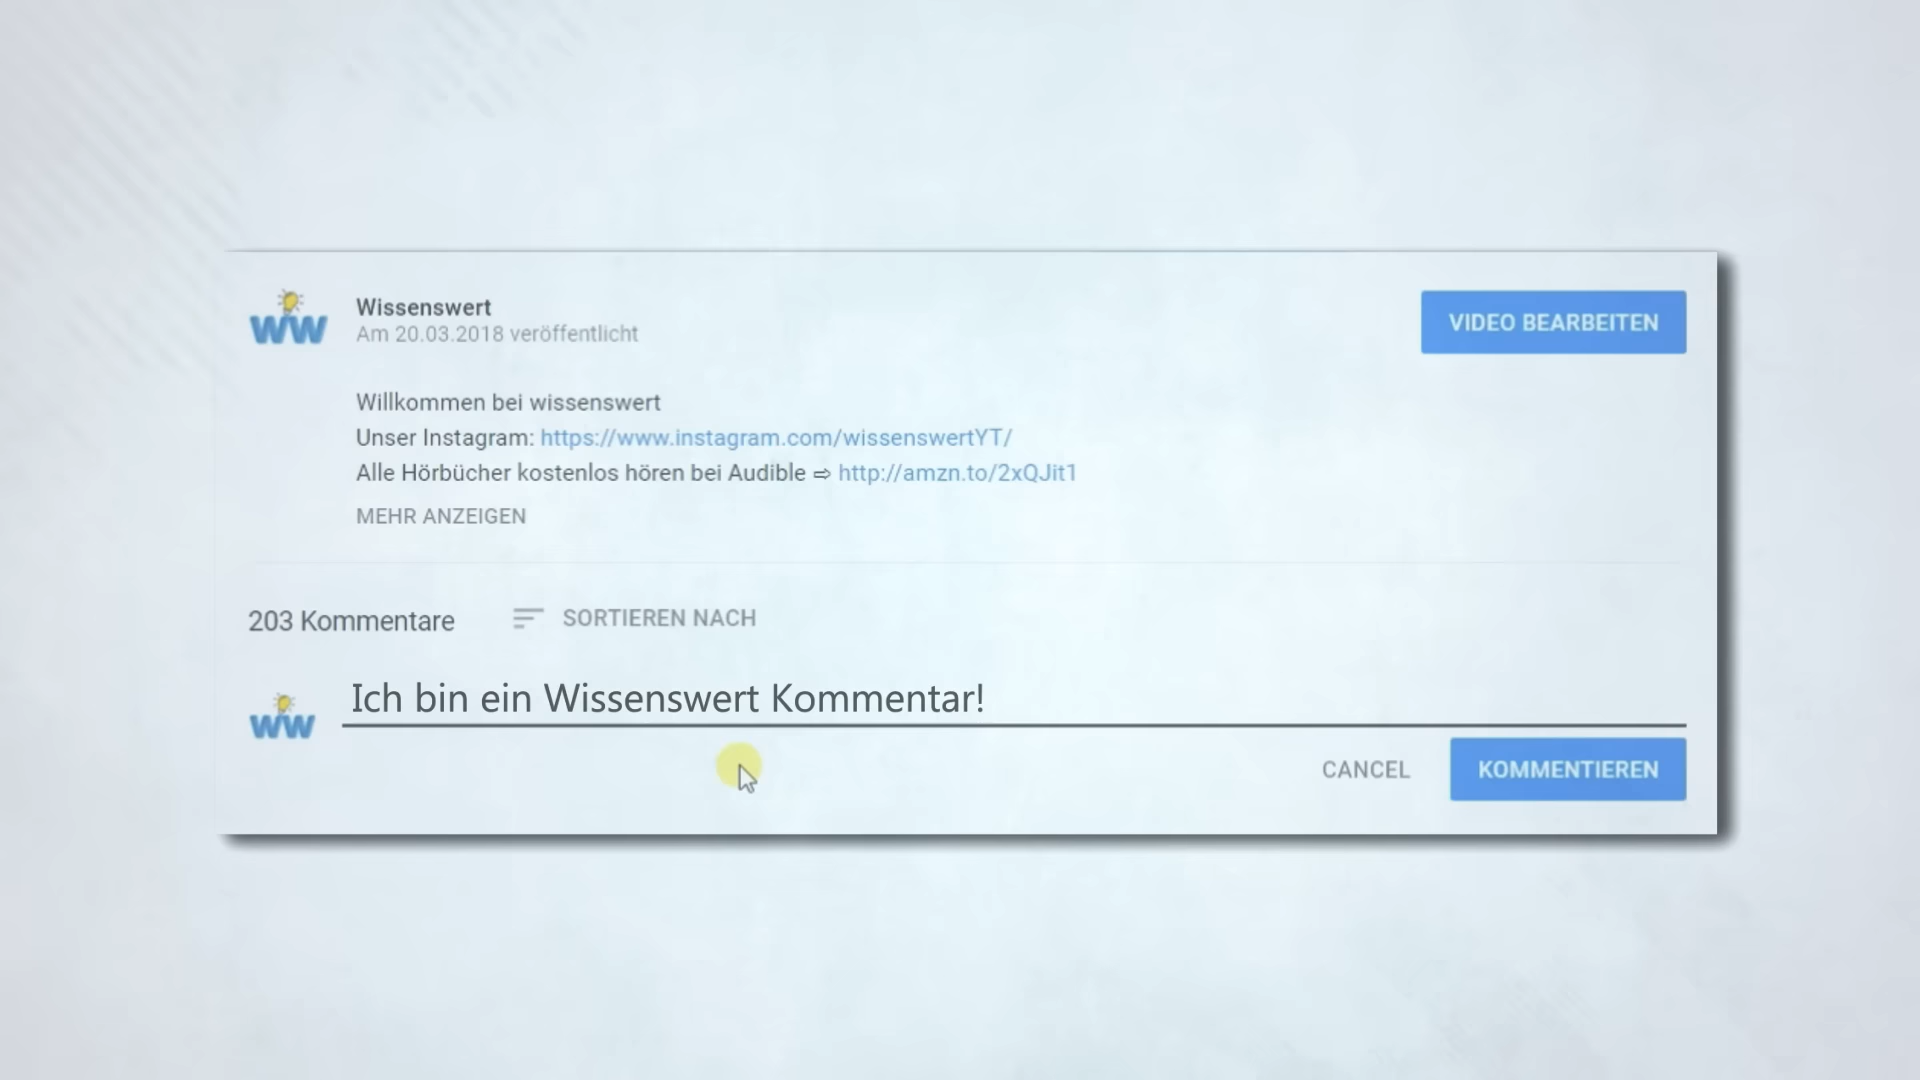 WW
Wissenswert
Am 20.03.2018 veröffentlicht
VIDEO BEARBEITEN
Willkommen bei wissenswert
Unser Instagram: https://www.instagram.com/wissenswertYT/
Alle Hörbücher kostenlos hören bei Audible ⇨ http://amzn.to/2xQJit1
MEHR ANZEIGEN
203 Kommentare
SORTIEREN NACH
WW
Ich bin ein Wissenswert Kommentar!
CANCEL
KOMMENTIEREN